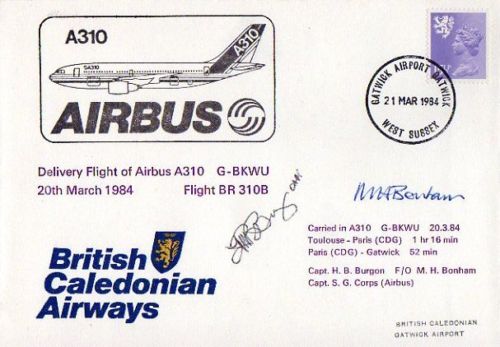 A310
A310
GA310
AIRBUS
GATWICK AIRPORT GATWICK
21 MAR 1984
WEST SUSSEX
Delivery Flight of Airbus A310 G-BKWU
20th March 1984 Flight BR 310B
Carried in A310 G-BKWU 20.3.84
Toulouse - Paris (CDG) 1 hr 16 min
Paris (CDG) - Gatwick 52 min
Capt. H. B. Burgon F/O M. H. Bonham
Capt. S. G. Corps (Airbus)
British
Caledonian
Airways
BRITISH CALEDONIAN
GATWICK AIRPORT